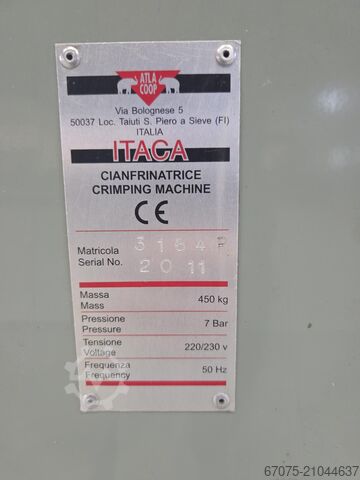 ATLA
COOP
Via Bolognese 5
50037 Loc. Taiuti S. Piero a Sieve (FI)
ITALIA
ITACA
CIANFRINATRICE
CRIMPING MACHINE
CE
Matricola 3164P
Serial No. 2011
Massa
Mass 450 kg
Pressione
Pressure 7 Bar
Tensione
Voltage 220/230 v
Frequenza
Frequency 50 Hz
67075-21044637